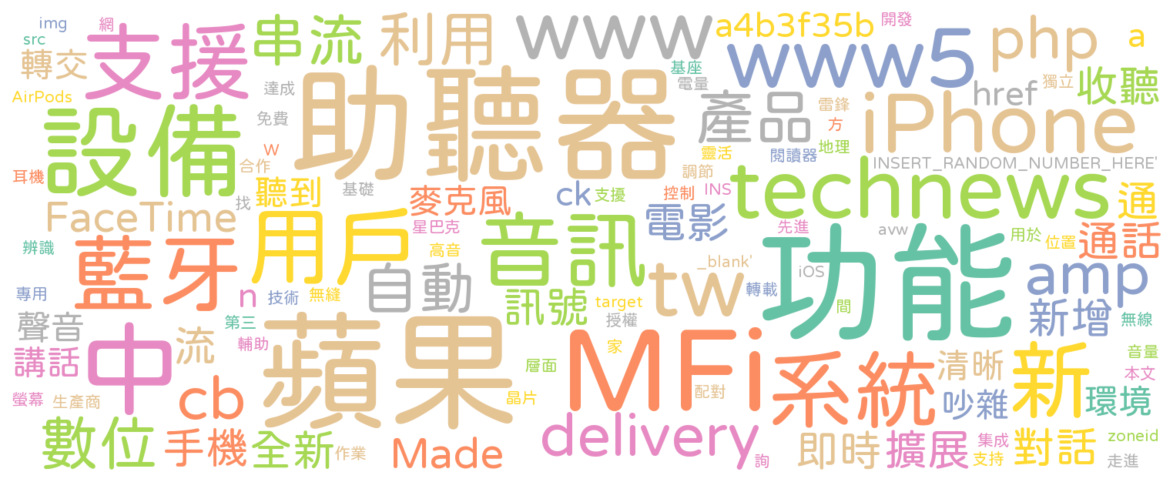 img
網
支援
串流
利用
www
a4b3f35b
開發
src
轉交
AirPods
達成
免費
助聽器
基座
電量
www5
php
a
獨立
收聽
href
產品
雷鋒
方
地理
iPhone
設備
W
合作
耳機
靈活
閱讀器
調節
INSERT_RANDOM_NUMBER_HERE'
找
聽到
基礎
麥克風
ck
支擾
控制
INS
technews
通
FaceTime
用戶
星巴克
高音
音訊
電影
先進
avw
用於
位置
通話
辨識
藍牙
自動
tw
_blank'
iOS
功能
amp
專用
n
技術
無縫
訊號
target
授權
轉載
間
新增
無線
聲音
第三
輔助
流
蘋果
中
講話
家
層面
MFi
系統
清晰
新
音量
本文
螢幕
生產商
cb
晶片
配對
吵雜
環境
數位
手機
全新
作業
Made
delivery
詢
即時
擴展
集成
支持
對話
zoneid
走進